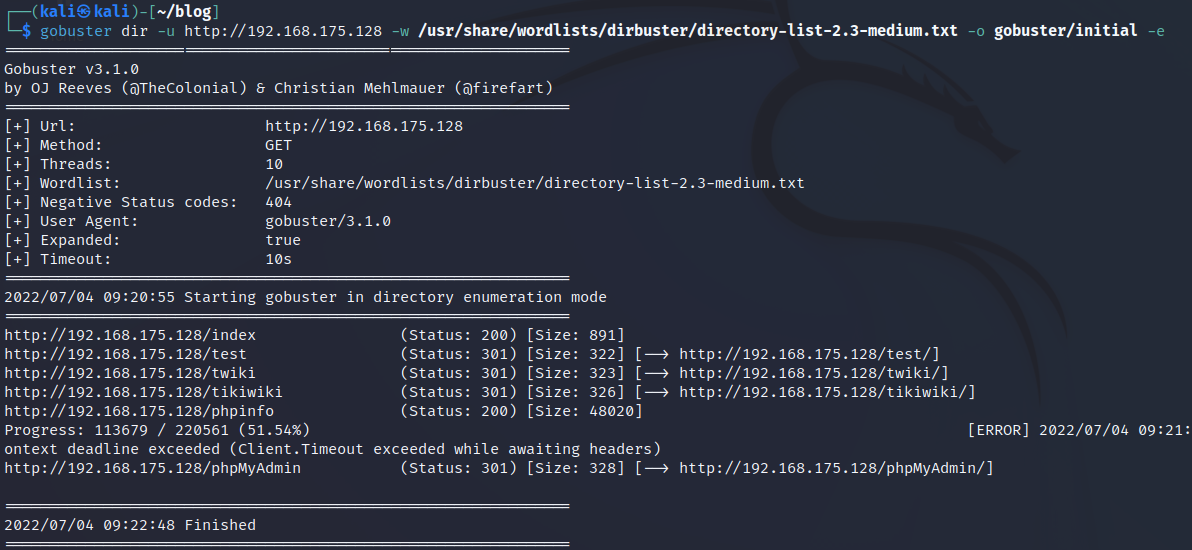 ┌──(kali㉿kali)-[~/blog]
└─$ gobuster dir -u http://192.168.175.128 -w /usr/share/wordlists/dirbuster/directory-list-2.3-medium.txt -o gobuster/initial -e
===============================================================
Gobuster v3.1.0
by OJ Reeves (@TheColonial) & Christian Mehlmauer (@firefart)
===============================================================
[+] Url:                     http://192.168.175.128
[+] Method:                  GET
[+] Threads:                 10
[+] Wordlist:                /usr/share/wordlists/dirbuster/directory-list-2.3-medium.txt
[+] Negative Status codes:   404
[+] User Agent:              gobuster/3.1.0
[+] Expanded:                true
[+] Timeout:                 10s
===============================================================
2022/07/04 09:20:55 Starting gobuster in directory enumeration mode
===============================================================
http://192.168.175.128/index                (Status: 200) [Size: 891]
http://192.168.175.128/test                 (Status: 301) [Size: 322] [--> http://192.168.175.128/test/]
http://192.168.175.128/twiki                (Status: 301) [Size: 323] [--> http://192.168.175.128/twiki/]
http://192.168.175.128/tikiwiki             (Status: 301) [Size: 326] [--> http://192.168.175.128/tikiwiki/]
http://192.168.175.128/phpinfo              (Status: 200) [Size: 48020]
Progress: 113679 / 220561 (51.54%)                                                                         [ERROR] 2022/07/04 09:21:
ontext deadline exceeded (Client.Timeout exceeded while awaiting headers)
http://192.168.175.128/phpMyAdmin           (Status: 301) [Size: 328] [--> http://192.168.175.128/phpMyAdmin/]
===============================================================
2022/07/04 09:22:48 Finished
===============================================================